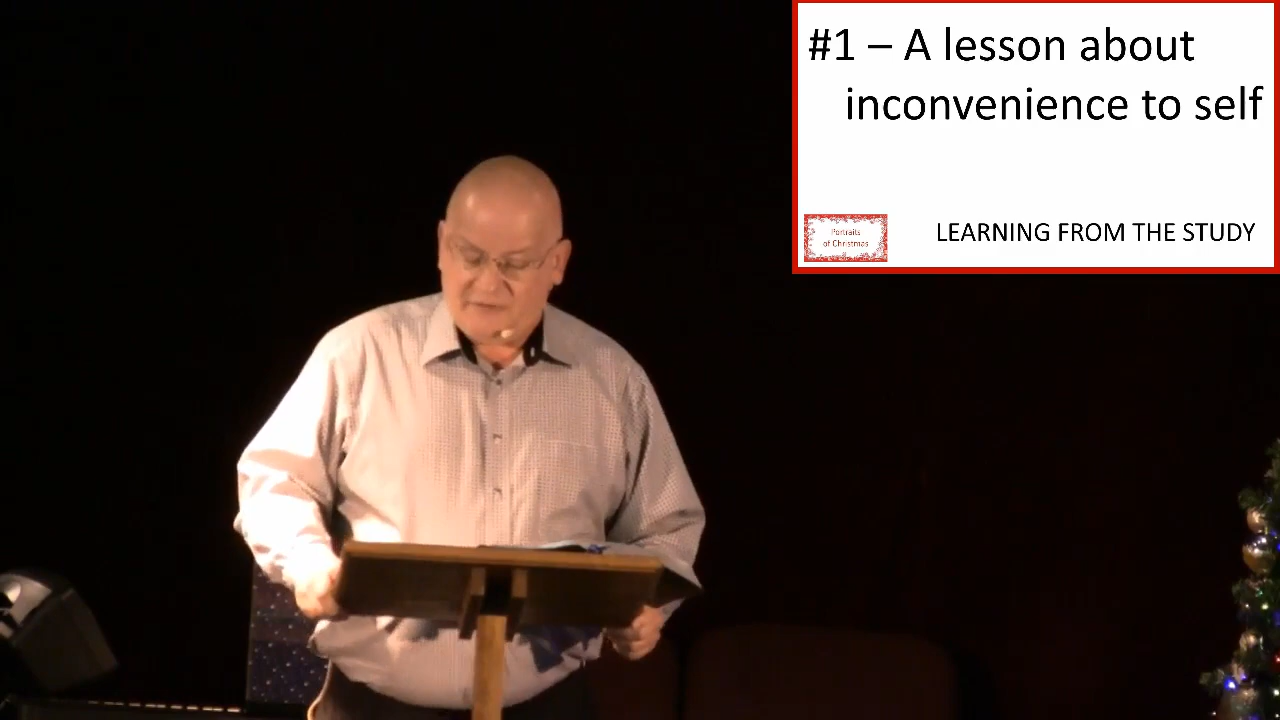 #1 – A lesson about
inconvenience to self
Portraits
of Christmas
LEARNING FROM THE STUDY